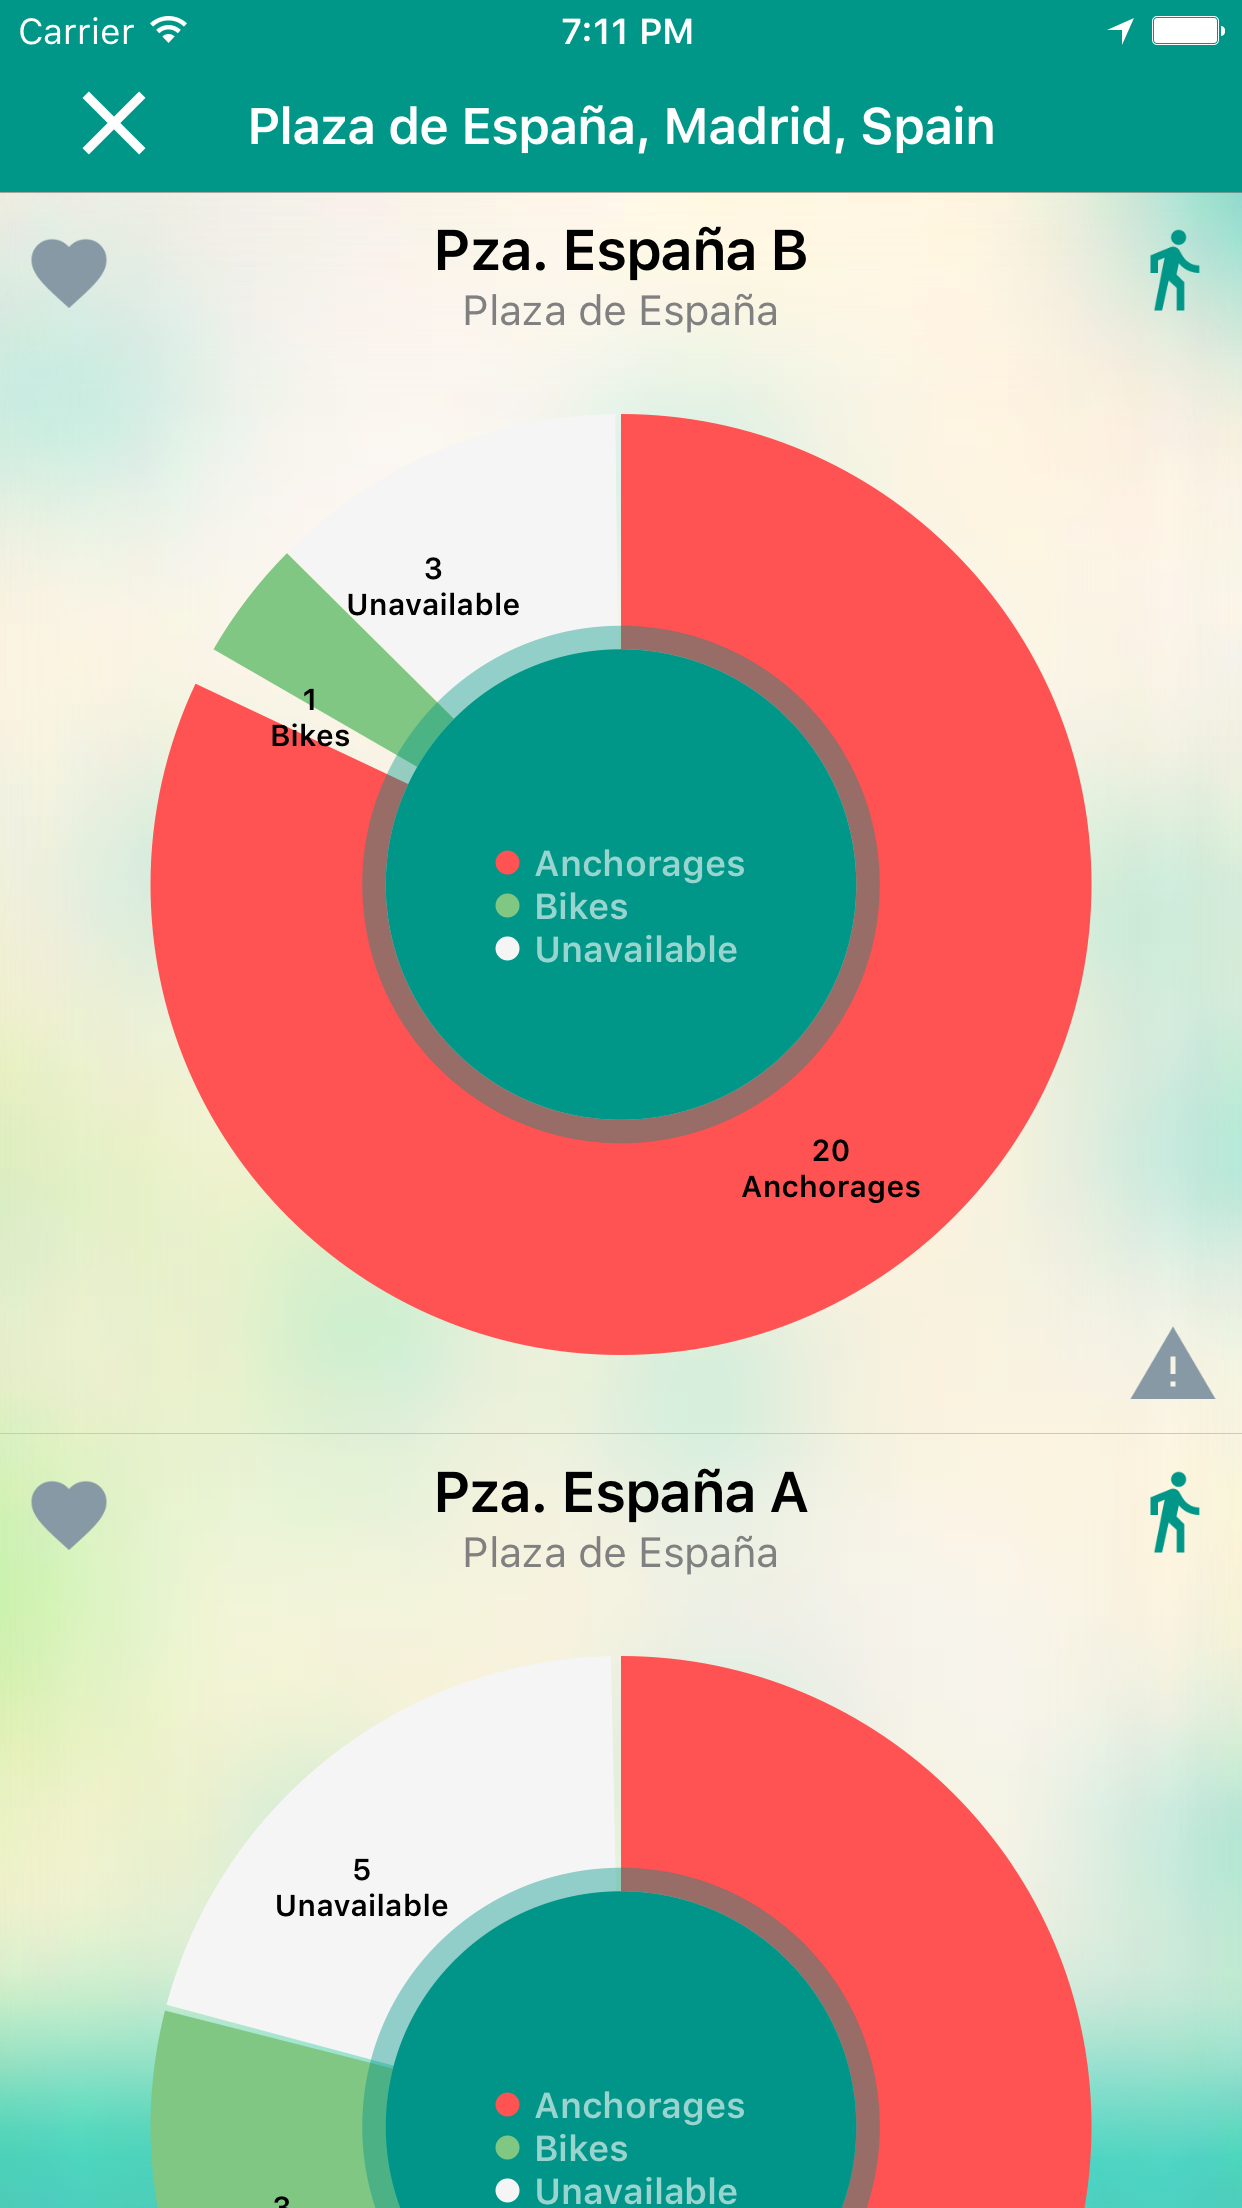 Carrier
7:11 PM
Plaza de España, Madrid, Spain
Pza. España B
Plaza de España
3
Unavailable
1
Bikes
Anchorages
Bikes
Unavailable
20
Anchorages
Pza. España A
Plaza de España
5
Unavailable
Anchorages
Bikes
Unavailable
3